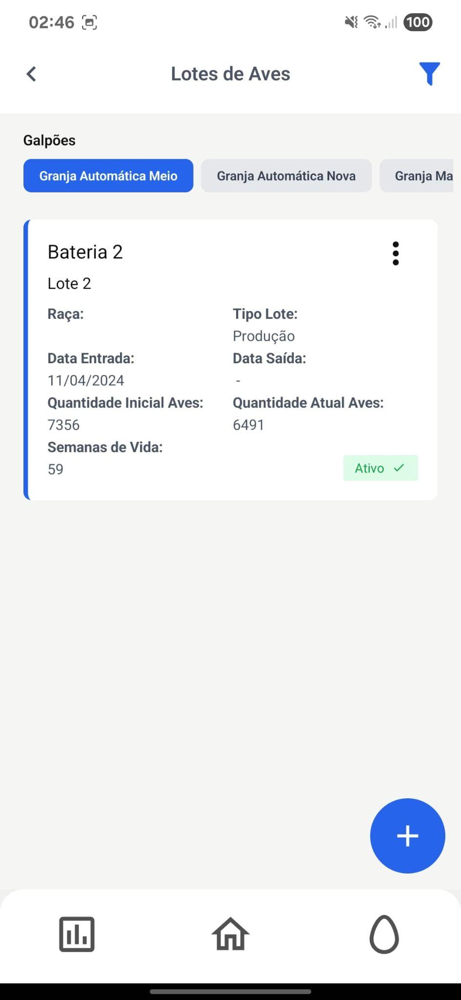 02:46
100
Lotes de Aves
Galpões
Granja Automática Meio
Granja Automática Nova
Granja Ma
Bateria 2
Lote 2
Raça:
Tipo Lote:
Produção
Data Entrada:
Data Saída:
11/04/2024
-
Quantidade Inicial Aves:
Quantidade Atual Aves:
7356
6491
Semanas de Vida:
59
Ativo